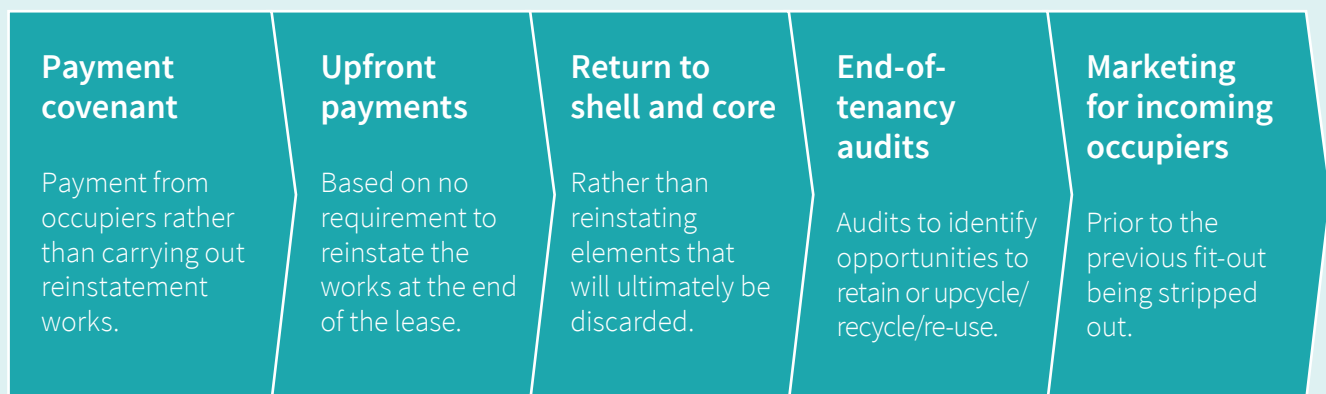 Payment
covenant
Payment from
occupiers rather
than carrying out
reinstatement
works.
Upfront
payments
Based on no
requirement to
reinstate the
works at the end
of the lease.
Return to
shell and core
Rather than
reinstating
elements that
will ultimately be
discarded.
End-of-
tenancy
audits
Audits to identify
opportunities to
retain or upcycle/
recycle/re-use.
Marketing
for incoming
occupiers
Prior to the
previous fit-out
being stripped
out.